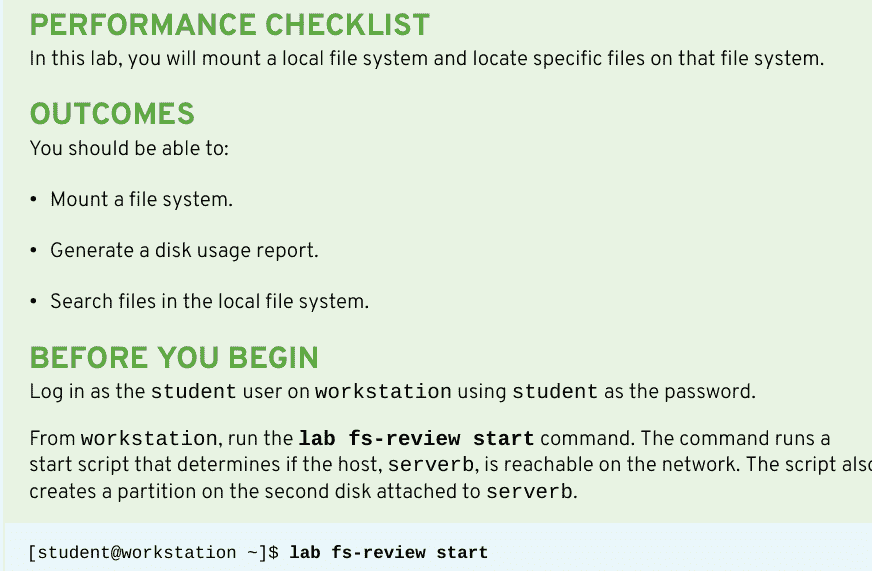 PERFORMANCE CHECKLIST
In this lab, you will mount a local file system and locate specific files on that file system.
OUTCOMES
You should be able to:
• Mount a file system.
• Generate a disk usage report.
• Search files in the local file system.
BEFORE YOU BEGIN
Log in as the student user on workstation using student as the password.
From workstation, run the lab fs-review start command. The command runs a
start script that determines if the host, serverb, is reachable on the network. The script also
creates a partition on the second disk attached to serverb.
[student@workstation ~]$ lab fs-review start